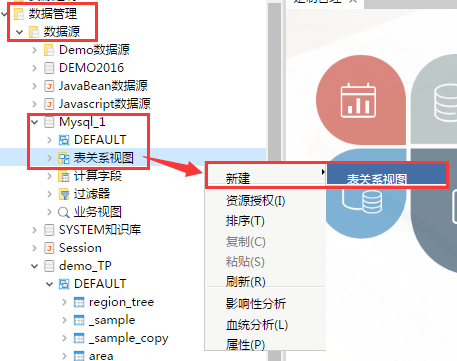 数据管理
数据源
Demo数据源
DEMO2016
JavaBean数据源
Javascript数据源
Mysql_1
DEFAULT
表关系视图
计算字段
过滤器
业务视图
SYSTEM知识库
Session
demo_TP
DEFAULT
region_tree
_sample
_sample_copy
area
新建
表关系视图
资源授权(I)
排序(T)
复制(C)
粘贴(S)
刷新(R)
影响性分析
血统分析(L)
属性(P)